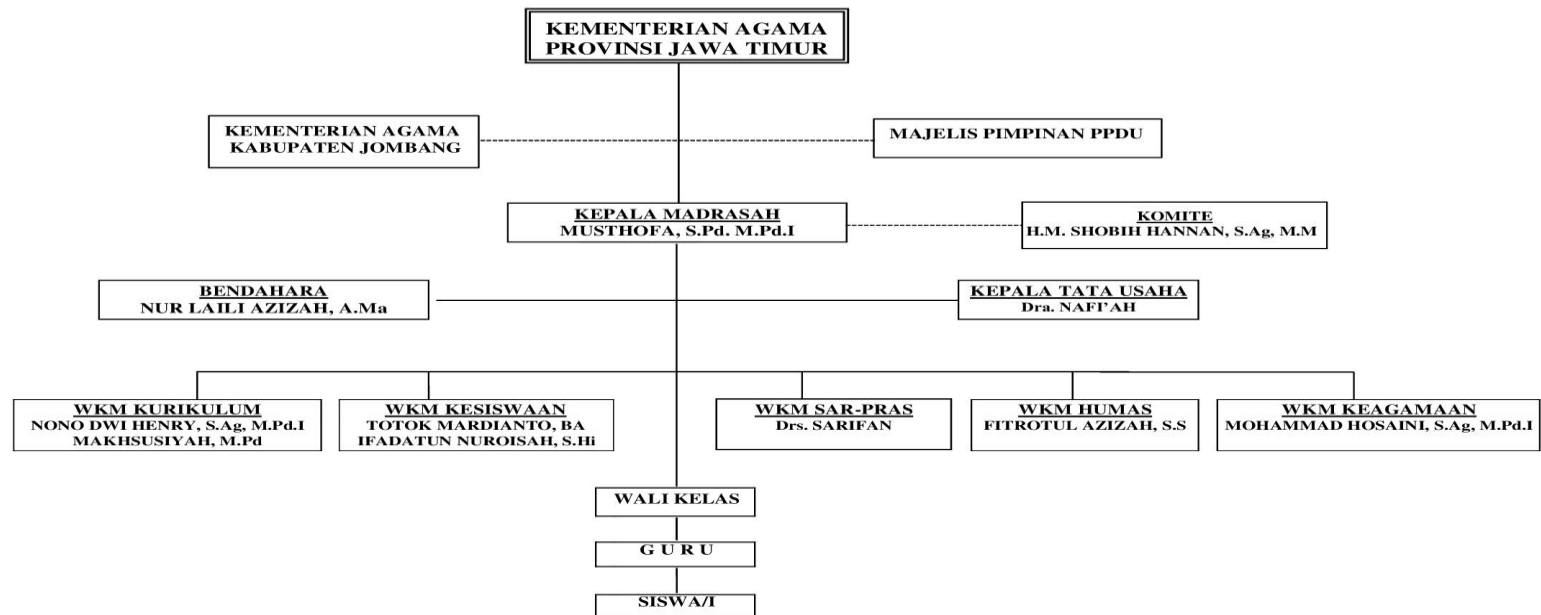 KEMENTERIAN AGAMA
PROVINSI JAWA TIMUR
KEMENTERIAN AGAMA
KABUPATEN JOMBANG
MAJELIS PIMPINAN PPDU
KEPALA MADRASAH
MUSTHOFA, S.Pd. M.Pd.I
KOMITE
H.M. SHOBIH HANNAN, S.Ag, M.M
BENDAHARA
NUR LAILI AZIZAH, A.Ma
KEPALA TATA USAHA
Dra. NAFI'AH
WKM KURIKULUM
NONO DWI HENRY, S.Ag, M.Pd.I
MAKHSUSIYAH, M.Pd
WKM KESISWAAN
TOTOK MARDIANTO, BA
IFADATUN NUROISAH, S.Hi
WKM SAR-PRAS
Drs. SARIFAN
WKM HUMAS
FITROTUL AZIZAH, S.S
WKM KEAGAMAAN
MOHAMMAD HOSAINI, S.Ag, M.Pd.I
WALI KELAS
G U R U
SISWA/I